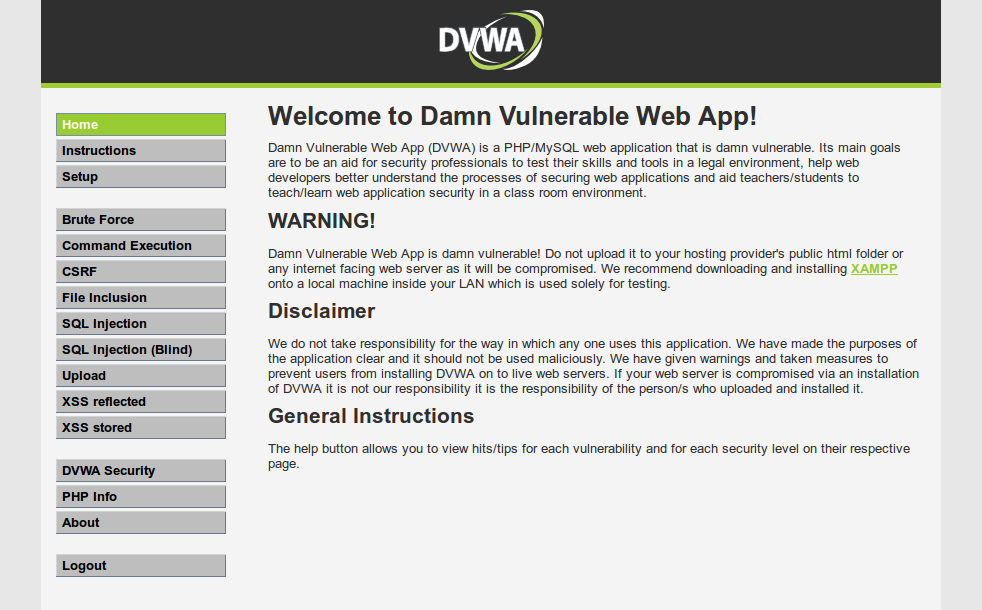 DVWA
Home
Instructions
Setup
Brute Force
Command Execution
CSRF
File Inclusion
SQL Injection
SQL Injection (Blind)
Upload
XSS reflected
XSS stored
DVWA Security
PHP Info
About
Logout
Welcome to Damn Vulnerable Web App!
Damn Vulnerable Web App (DVWA) is a PHP/MySQL web application that is damn vulnerable. Its main goals
are to be an aid for security professionals to test their skills and tools in a legal environment, help web
developers better understand the processes of securing web applications and aid teachers/students to
teach/learn web application security in a class room environment.
WARNING!
Damn Vulnerable Web App is damn vulnerable! Do not upload it to your hosting provider's public html folder or
any internet facing web server as it will be compromised. We recommend downloading and installing XAMPP
onto a local machine inside your LAN which is used solely for testing.
Disclaimer
We do not take responsibility for the way in which any one uses this application. We have made the purposes of
the application clear and it should not be used maliciously. We have given warnings and taken measures to
prevent users from installing DVWA on to live web servers. If your web server is compromised via an installation
of DVWA it is not our responsibility it is the responsibility of the person/s who uploaded and installed it.
General Instructions
The help button allows you to view hits/tips for each vulnerability and for each security level on their respective
page.